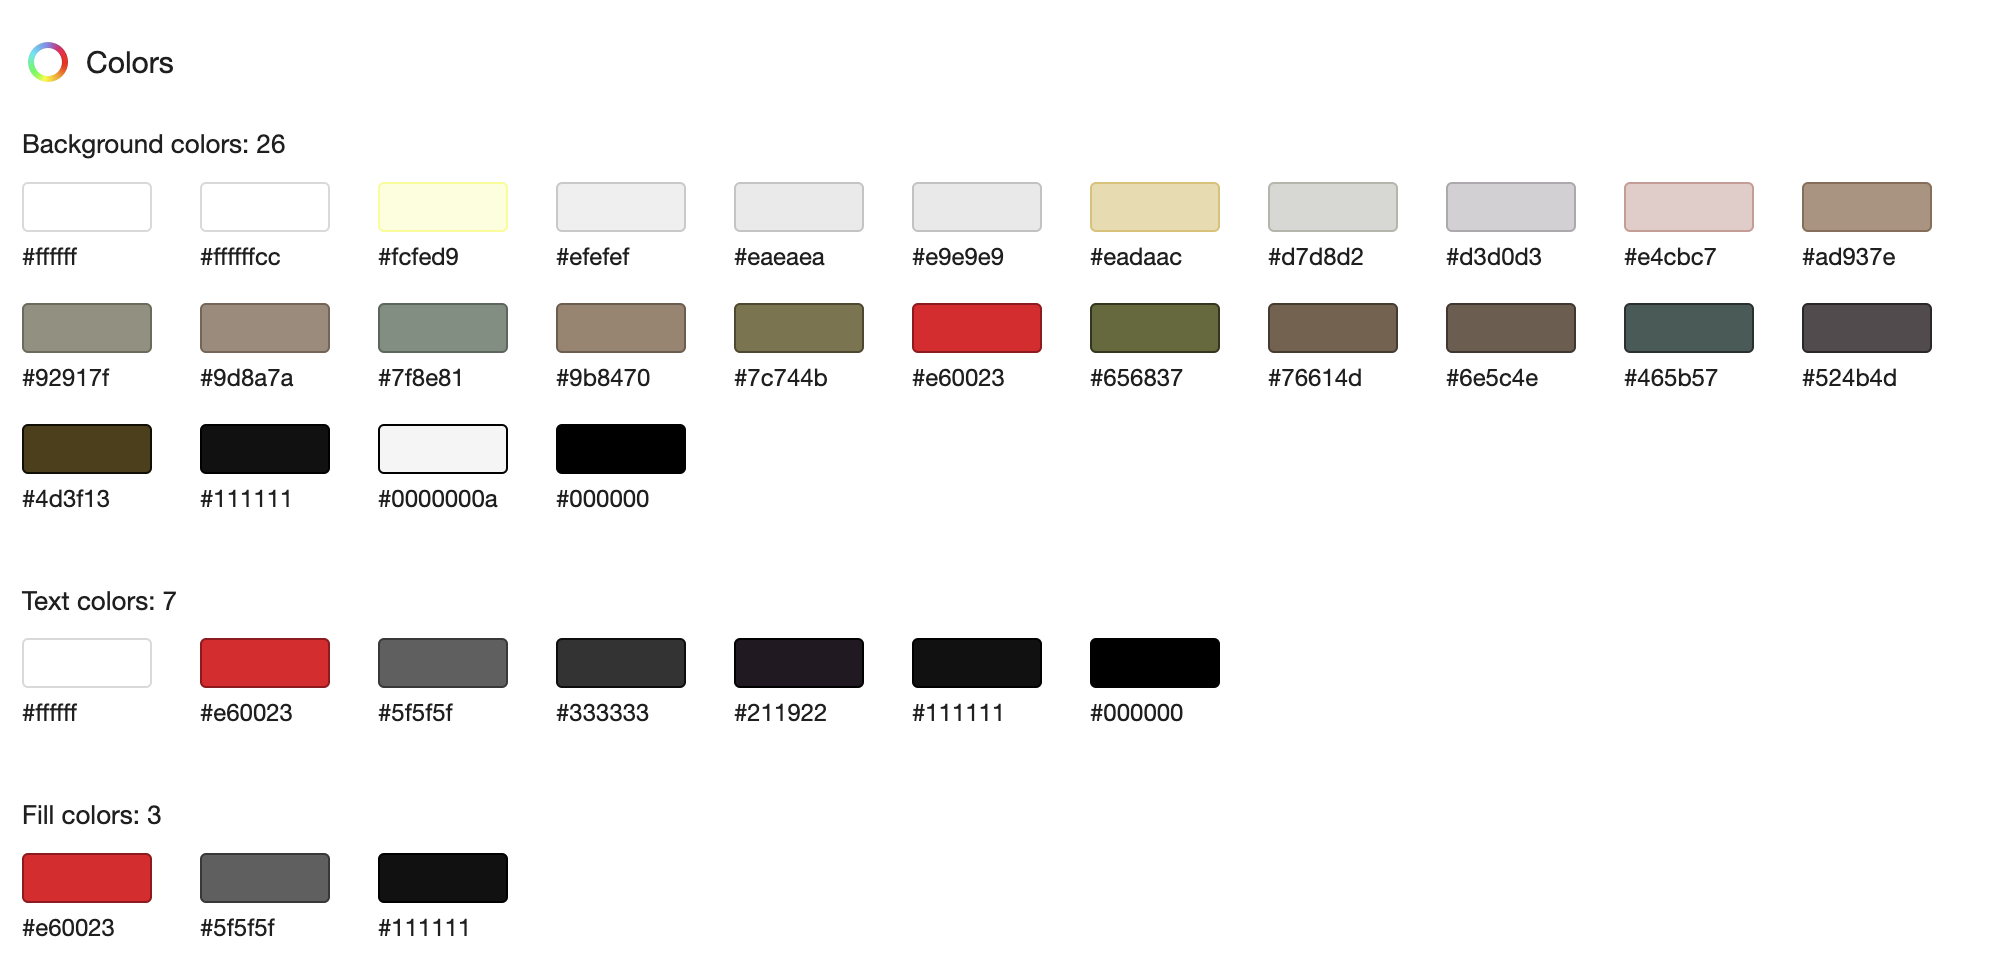 Colors
Background colors: 26
#ffffff #ffffffcc #fcfed9 #efefef #eaeaea #e9e9e9 #eadaac #d7d8d2 #d3d0d3 #e4cbc7 #ad937e
#92917f #9d8a7a #7f8e81 #9b8470 #7c744b #e60023 #656837 #76614d #6e5c4e #465b57 #524b4d
#4d3f13 #111111 #0000000a #000000
Text colors: 7
#ffffff #e60023 #5f5f5f #333333 #211922 #111111 #000000
Fill colors: 3
#e60023 #5f5f5f #111111